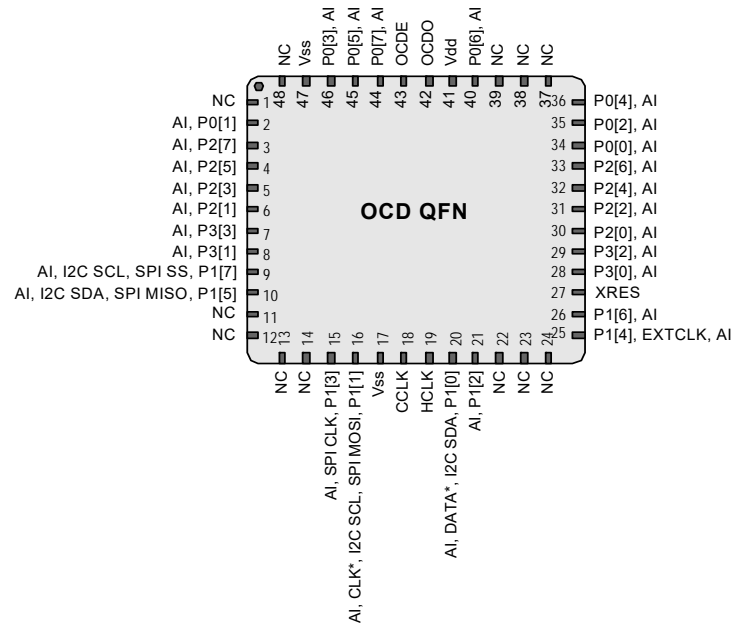 NC
Vss
P0[3], AI
P0[5], AI
P0[7], AI
OCDE
OCDO
Vdd
P0[6], AI
NC
NC
NC
48
47
46
45
44
43
42
41
40
39
38
37
NC 1
AI, P0[1] 2
AI, P2[7] 3
AI, P2[5] 4
AI, P2[3] 5
AI, P2[1] 6
AI, P3[3] 7
AI, P3[1] 8
AI, I2C SCL, SPI SS, P1[7] 9
AI, I2C SDA, SPI MISO, P1[5] 10
NC 11
NC 12
OCD QFN
36 P0[4], AI
35 P0[2], AI
34 P0[0], AI
33 P2[6], AI
32 P2[4], AI
31 P2[2], AI
30 P2[0], AI
29 P3[2], AI
28 P3[0], AI
27 XRES
26 P1[6], AI
25 P1[4], EXTCLK, AI
13
14
15
16
17
18
19
20
21
22
23
24
NC
NC
AI, SPI CLK, P1[3]
AI, CLK*, I2C SCL, SPI MOSI, P1[1]
Vss
CCLK
HCLK
AI, DATA*, I2C SDA, P1[0]
AI, P1[2]
NC
NC
NC